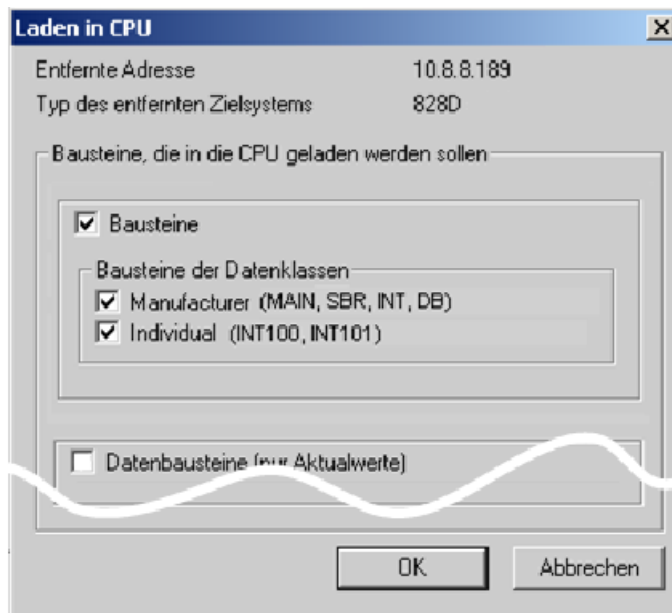 Laden in CPU
Entfernte Adresse 10.8.8.189
Typ des entfernten Zielsystems 828D
Bausteine, die in die CPU geladen werden sollen
Bausteine
Bausteine der Datenklassen
Manufacturer (MAIN, SBR, INT, DB)
Individual (INT100, INT101)
Datenbausteine (nur Aktualwerte)
OK Abbrechen